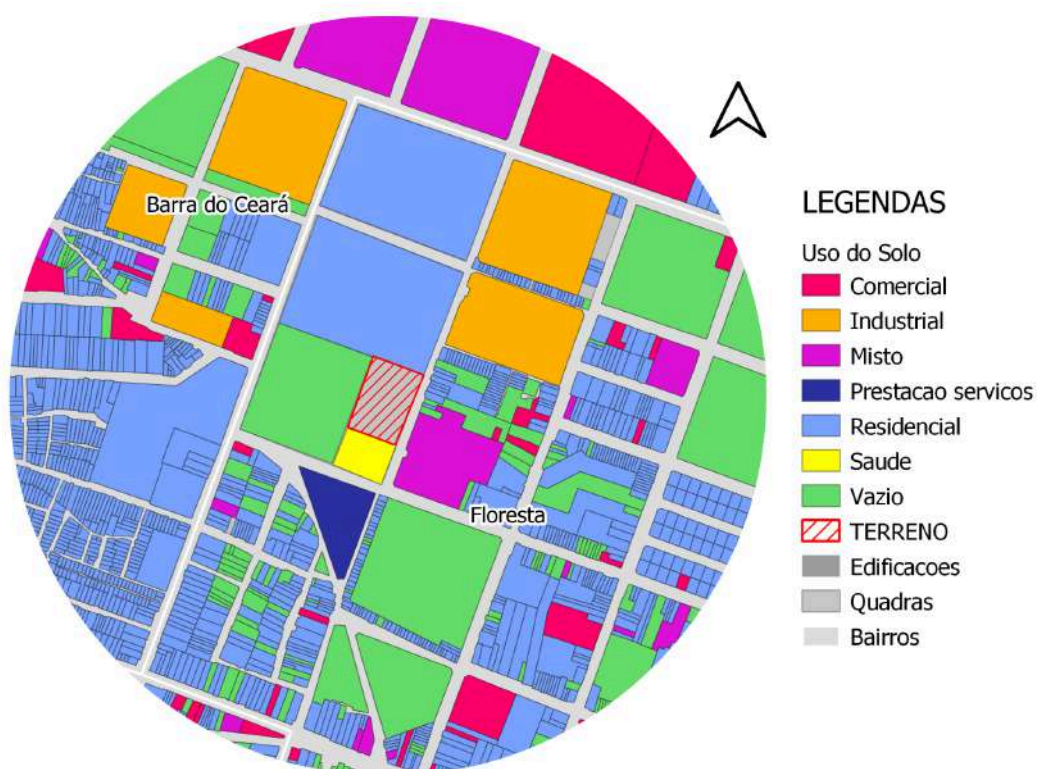 Barra do Ceará
Floresta
LEGENDAS
Uso do Solo
Comercial
Industrial
Misto
Prestacao servicos
Residencial
Saude
Vazio
TERRENO
Edificacoes
Quadras
Bairros